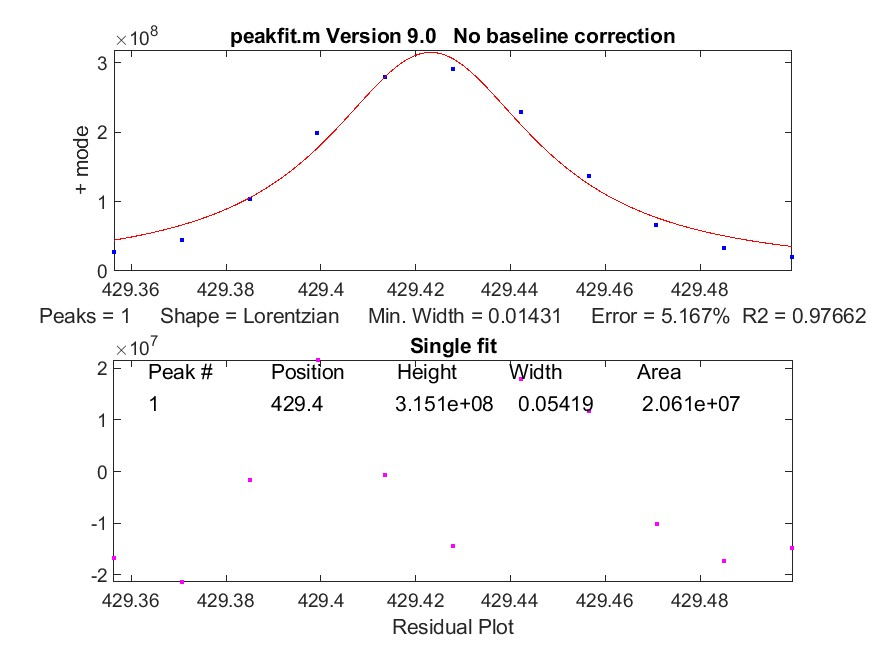 ×10⁸
peakfit.m Version 9.0   No baseline correction
3
2
1
0
+ mode
429.36 429.38 429.4 429.42 429.44 429.46 429.48
Peaks = 1     Shape = Lorentzian     Min. Width = 0.01431     Error = 5.167%  R2 = 0.97662
×10⁷
Single fit
2
1
0
-1
-2
Peak # Position Height Width Area
1 429.4 3.151e+08 0.05419 2.061e+07
429.36 429.38 429.4 429.42 429.44 429.46 429.48
Residual Plot